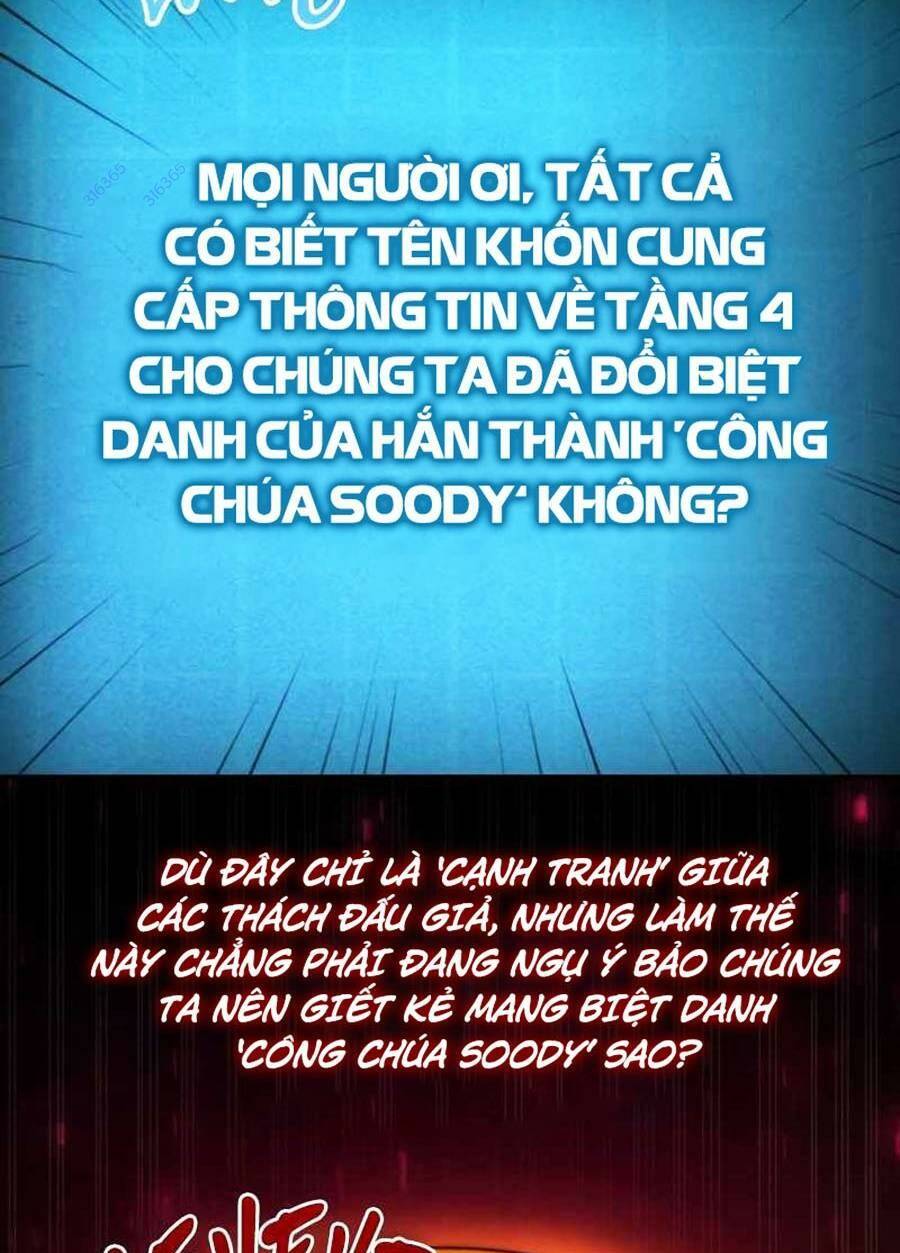 316365
316365
MỌI NGƯỜI ƠI, TẤT CẢ
CÓ BIẾT TÊN KHỐN CUNG
CẤP THÔNG TIN VỀ TẦNG 4
CHO CHÚNG TA ĐÃ ĐỔI BIỆT
DANH CỦA HẮN THÀNH 'CÔNG
CHÚA SOODY' KHÔNG?
DÙ ĐÂY CHỈ LÀ 'CẠNH TRANH' GIỮA
CÁC THÁCH ĐẤU GIẢ, NHƯNG LÀM THẾ
NÀY CHẲNG PHẢI ĐANG NGỤ Ý BẢO CHÚNG
TA NÊN GIẾT KẺ MANG BIỆT DANH
'CÔNG CHÚA SOODY' SAO?